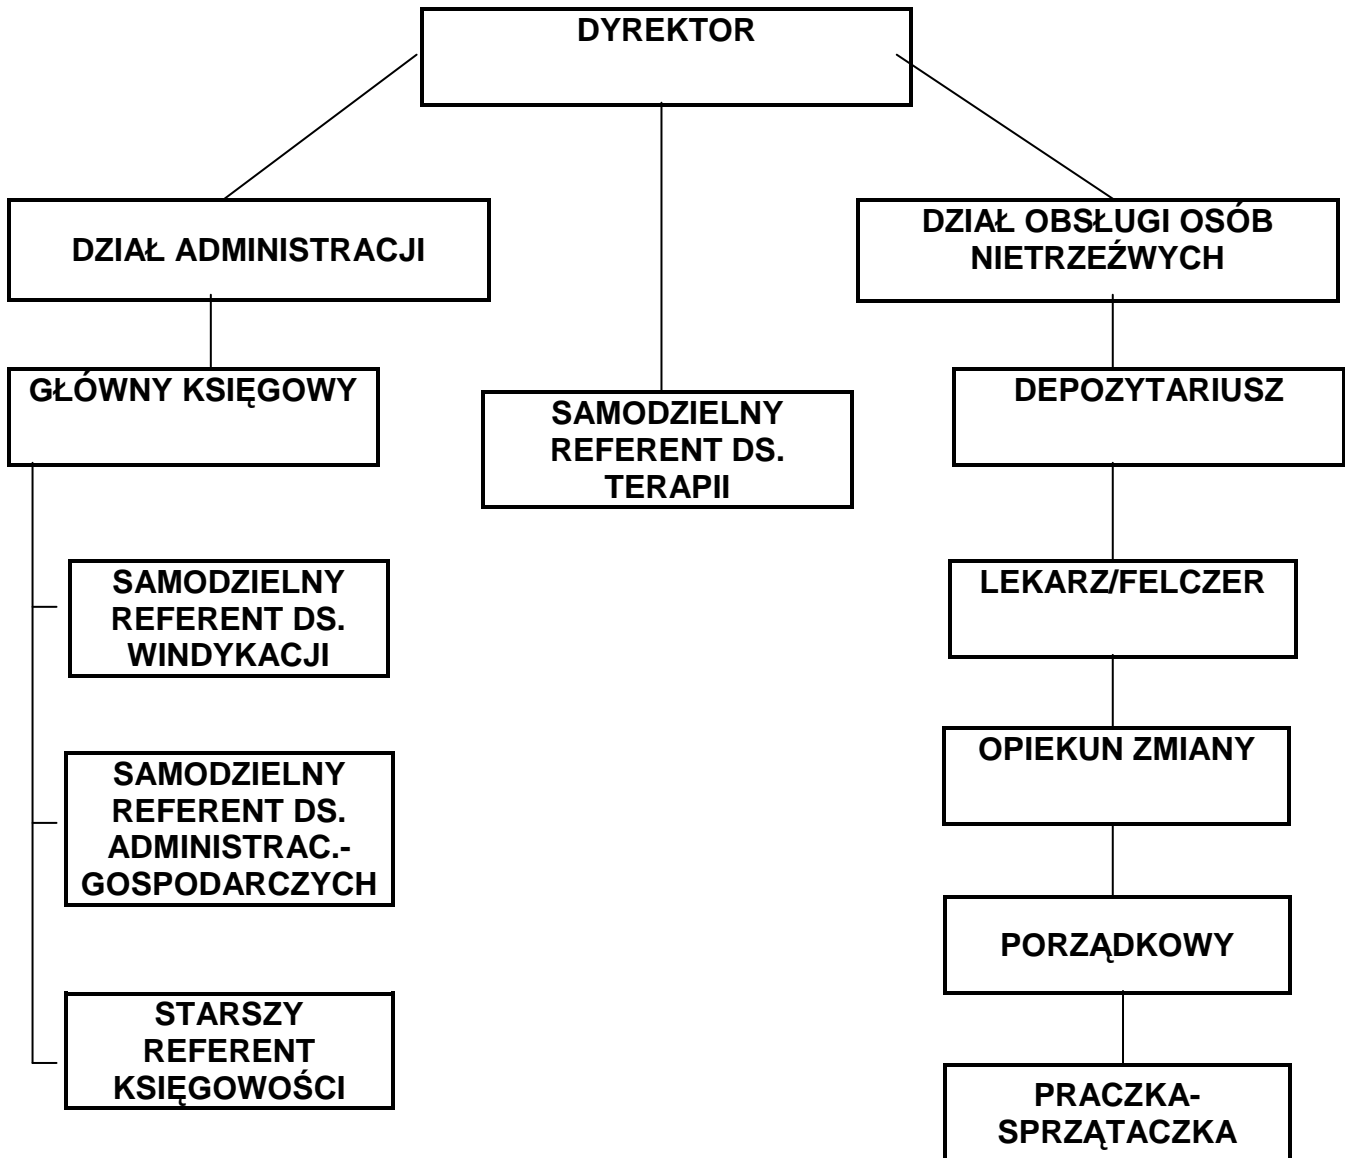 DYREKTOR
DZIAŁ ADMINISTRACJI
DZIAŁ OBSŁUGI OSÓB
NIETRZEŹWYCH
GŁÓWNY KSIĘGOWY
SAMODZIELNY
REFERENT DS.
TERAPII
DEPOZYTARIUSZ
SAMODZIELNY
REFERENT DS.
WINDYKACJI
LEKARZ/FELCZER
SAMODZIELNY
REFERENT DS.
ADMINISTRAC.-
GOSPODARCZYCH
OPIEKUN ZMIANY
PORZĄDKOWY
STARSZY
REFERENT
KSIĘGOWOŚCI
PRACZKA-
SPRZĄTACZKA